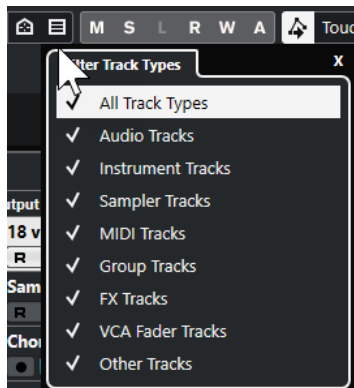 M S L R W A Touc
ilter Track Types X
All Track Types
Audio Tracks
Instrument Tracks
Sampler Tracks
MIDI Tracks
Group Tracks
FX Tracks
VCA Fader Tracks
Other Tracks
utput
18 v
R
Sam
R
Chor